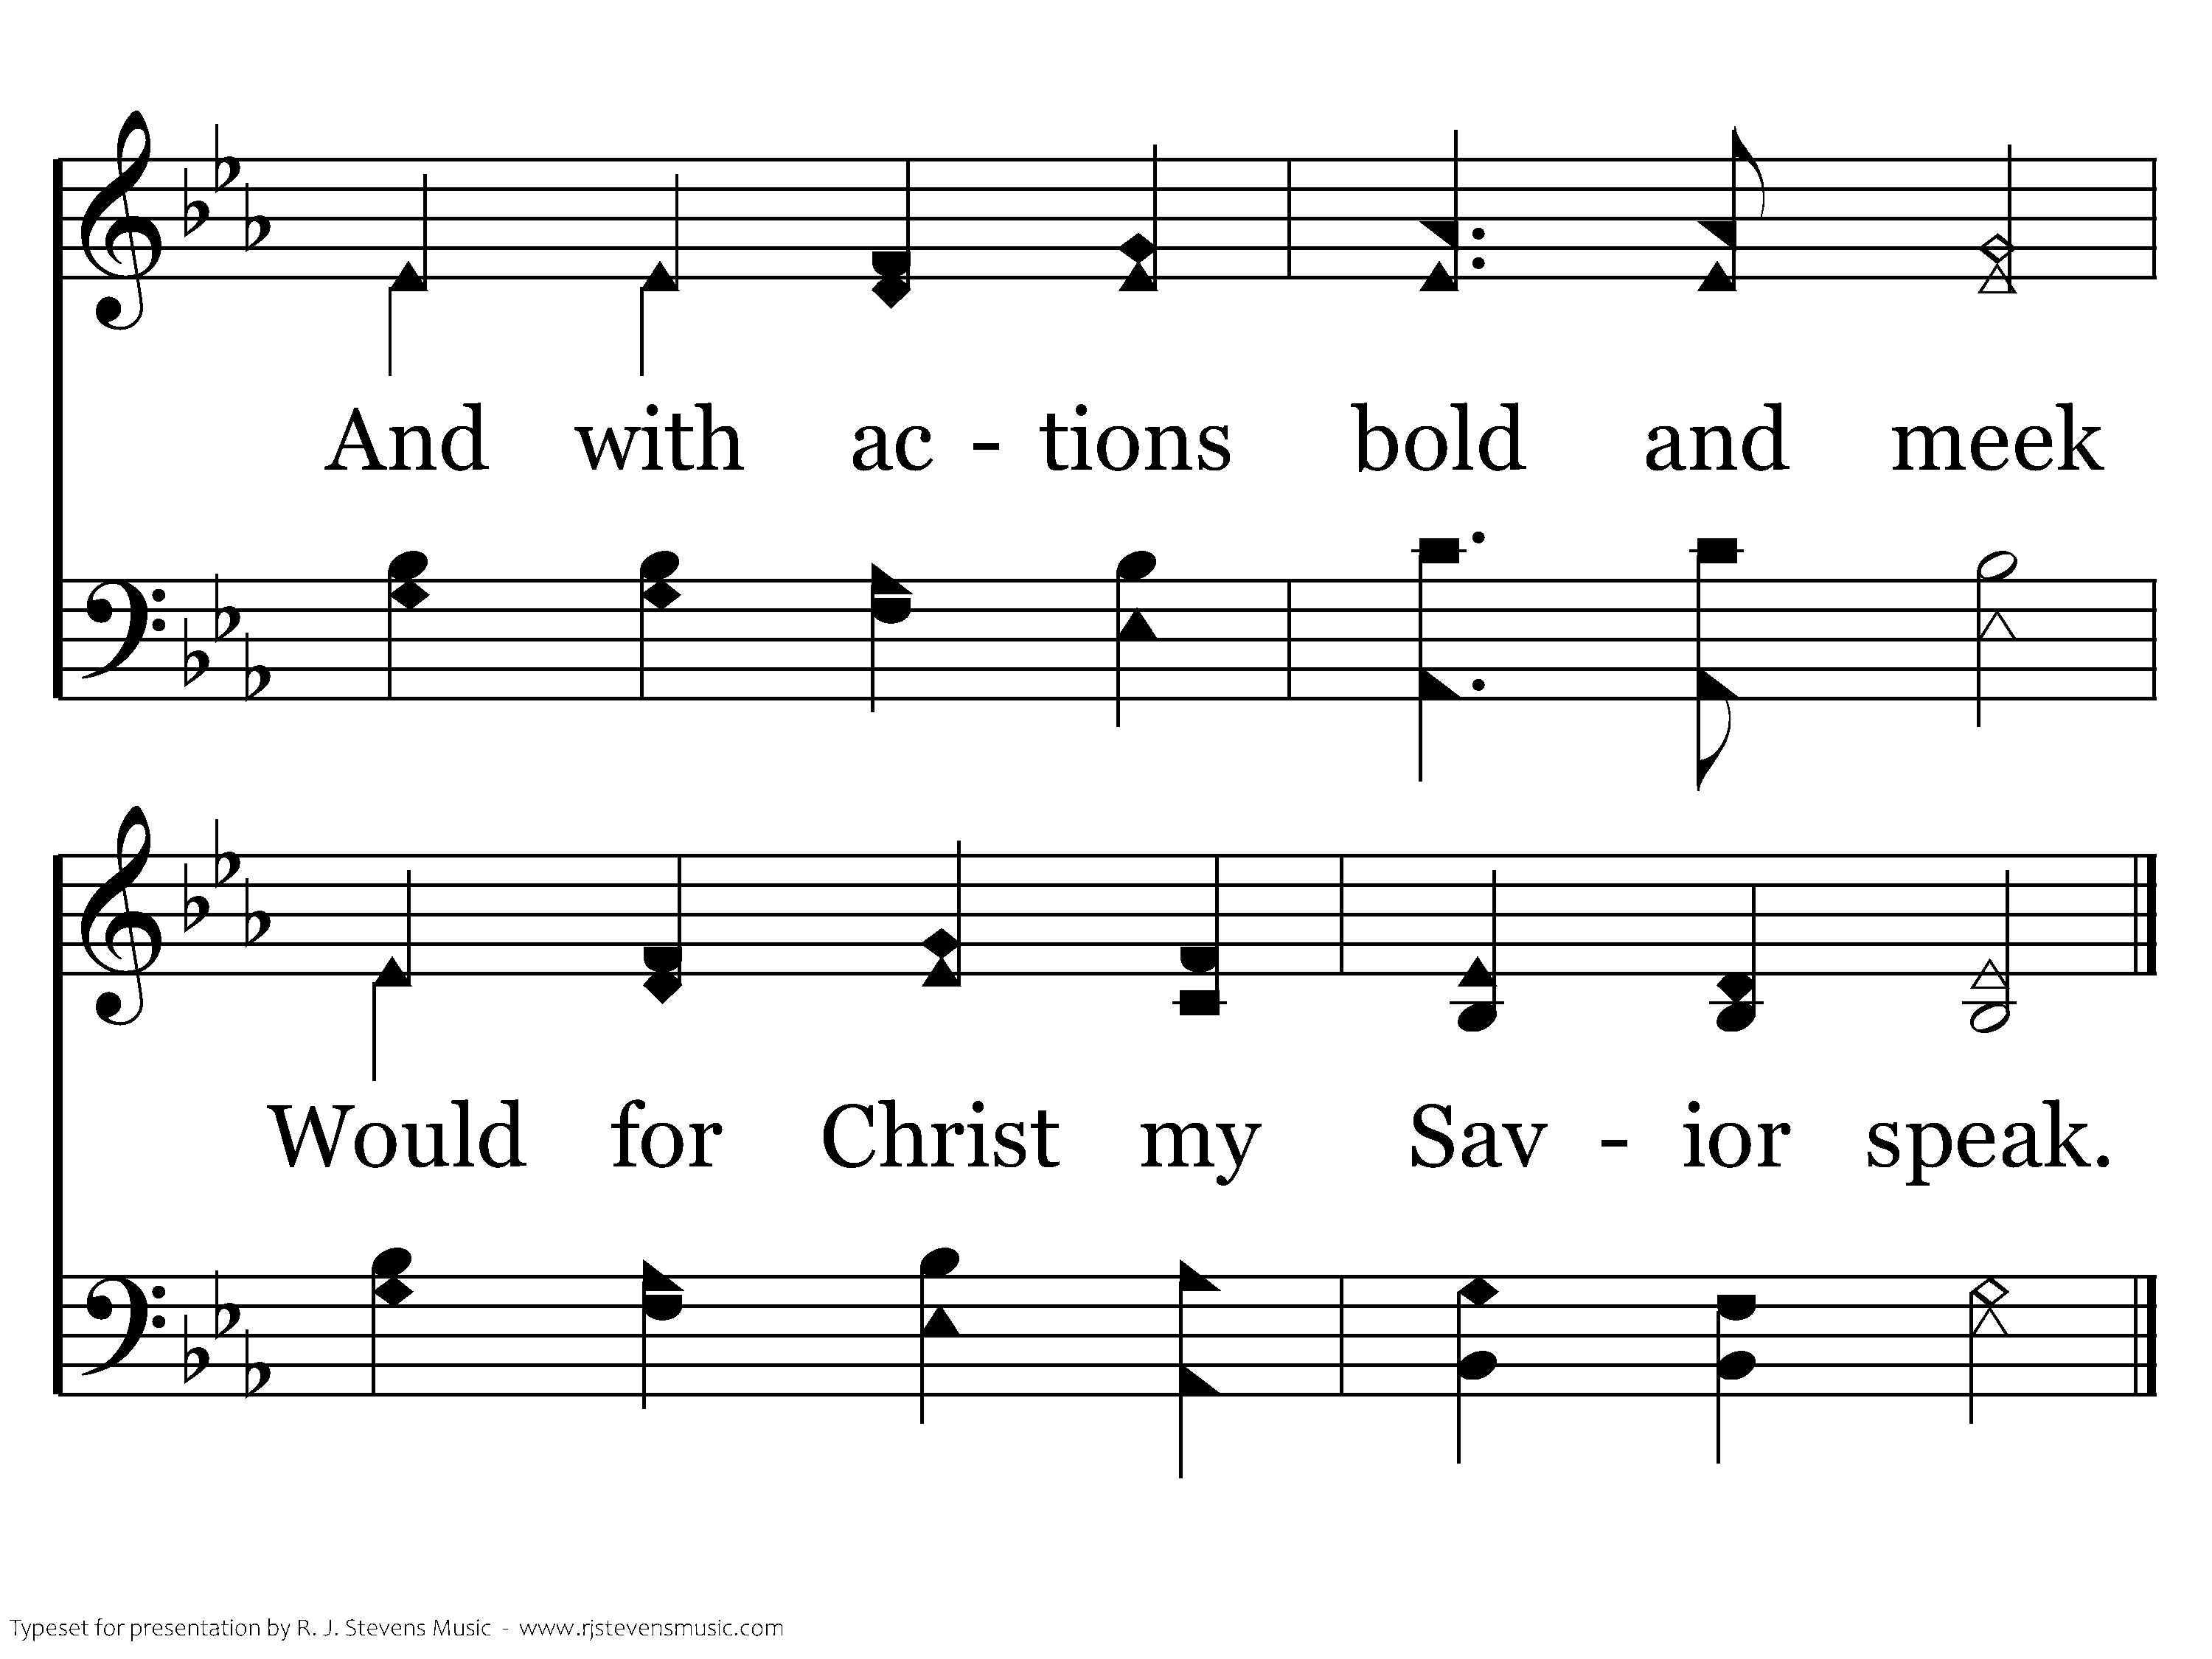 And with ac - tions bold and meek
Would for Christ my Sav - ior speak.
Typeset for presentation by R. J. Stevens Music - www.rjstevensmusic.com